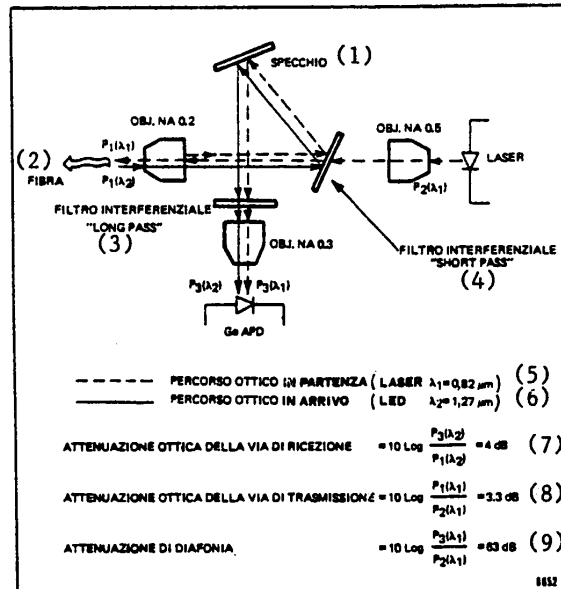 SPECCHIO (1)
OBJ. NA 0.2
OBJ. NA 0.5
P₁(λ₁)
(2)
FIBRA
P₁(λ₂)
LASER
P₂(λ₁)
FILTRO INTERFERENZIALE
"LONG PASS"
(3)
OBJ. NA 0.3
FILTRO INTERFERENZIALE
"SHORT PASS"
(4)
P₃(λ₂) P₃(λ₁)
Ge APD
PERCORSO OTTICO IN PARTENZA ( LASER λ₁=0,82 μm ) (5)
PERCORSO OTTICO IN ARRIVO ( LED λ₂=1,27 μm ) (6)
ATTENUAZIONE OTTICA DELLA VIA DI RICEZIONE = 10 Log P₃(λ₂)/P₁(λ₂) = 4 dB (7)
ATTENUAZIONE OTTICA DELLA VIA DI TRASMISSIONE = 10 Log P₁(λ₁)/P₂(λ₁) = 3.3 dB (8)
ATTENUAZIONE DI DIAFONIA = 10 Log P₃(λ₁)/P₂(λ₁) = 63 dB (9)